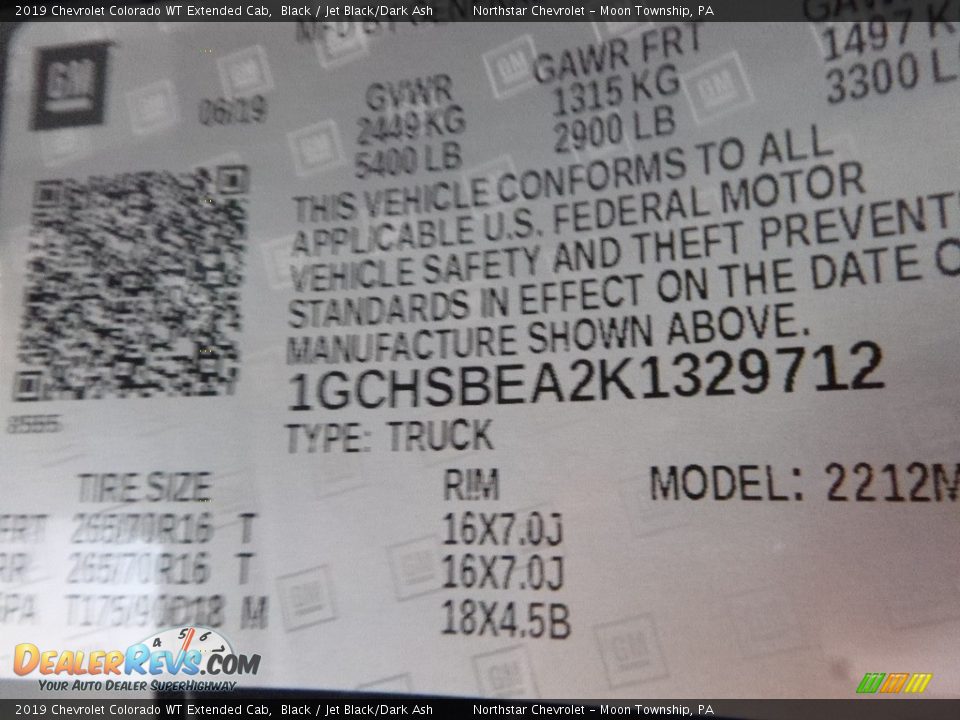 2019 Chevrolet Colorado WT Extended Cab, Black / Jet Black/Dark Ash Northstar Chevrolet – Moon Township, PA
GM
06/19
GVWR GAWR FRT
2449 KG 1315 KG 1497 K
5400 LB 2900 LB 3300 L
THIS VEHICLE CONFORMS TO ALL
APPLICABLE U.S. FEDERAL MOTOR
VEHICLE SAFETY AND THEFT PREVENT
STANDARDS IN EFFECT ON THE DATE O
MANUFACTURE SHOWN ABOVE.
1GCHSBEA2K1329712
TYPE: TRUCK
TIRE SIZE RIM MODEL: 2212M
FRT 265/70R16 T 16X7.0J
RR 265/70R16 T 16X7.0J
SPA T175/90D18 M 18X4.5B
DealerRevs.com
Your Auto Dealer SuperHighway
2019 Chevrolet Colorado WT Extended Cab, Black / Jet Black/Dark Ash Northstar Chevrolet – Moon Township, PA